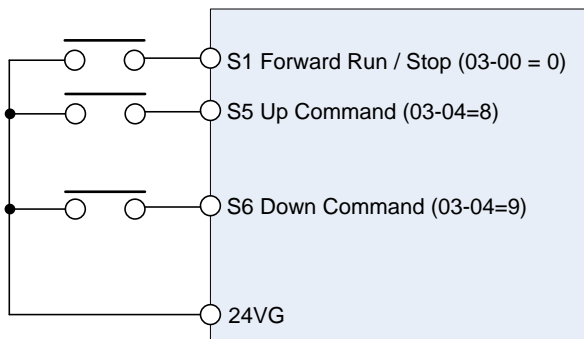 S1 Forward Run / Stop (03-00 = 0)
S5 Up Command (03-04=8)
S6 Down Command (03-04=9)
24VG